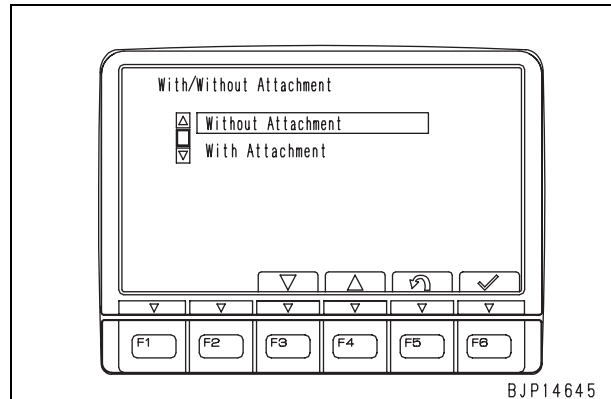 With/Without Attachment
Without Attachment
With Attachment
F1 F2 F3 F4 F5 F6
BJP14645